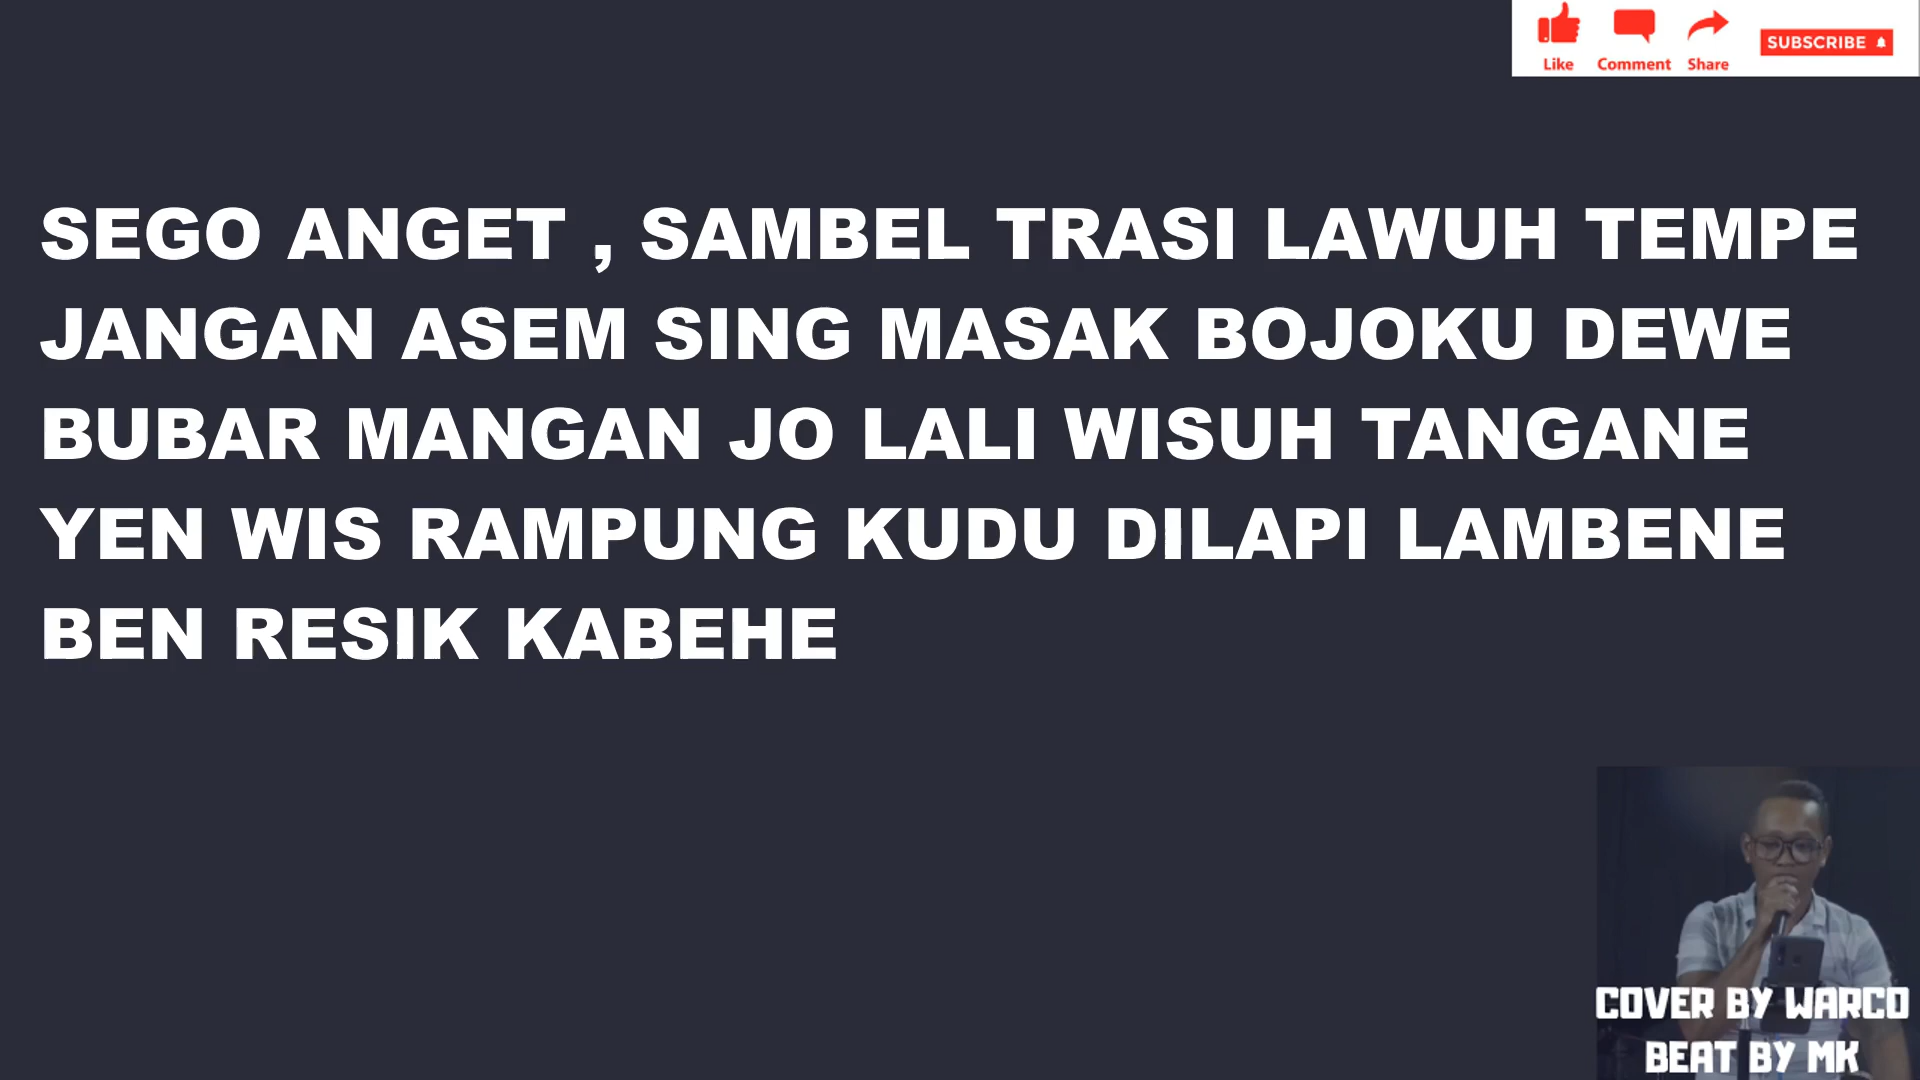 Like Comment Share SUBSCRIBE
SEGO ANGET , SAMBEL TRASI LAWUH TEMPE
JANGAN ASEM SING MASAK BOJOKU DEWE
BUBAR MANGAN JO LALI WISUH TANGANE
YEN WIS RAMPUNG KUDU DILAPI LAMBENE
BEN RESIK KABEHE
COVER BY WARCO
BEAT BY MK